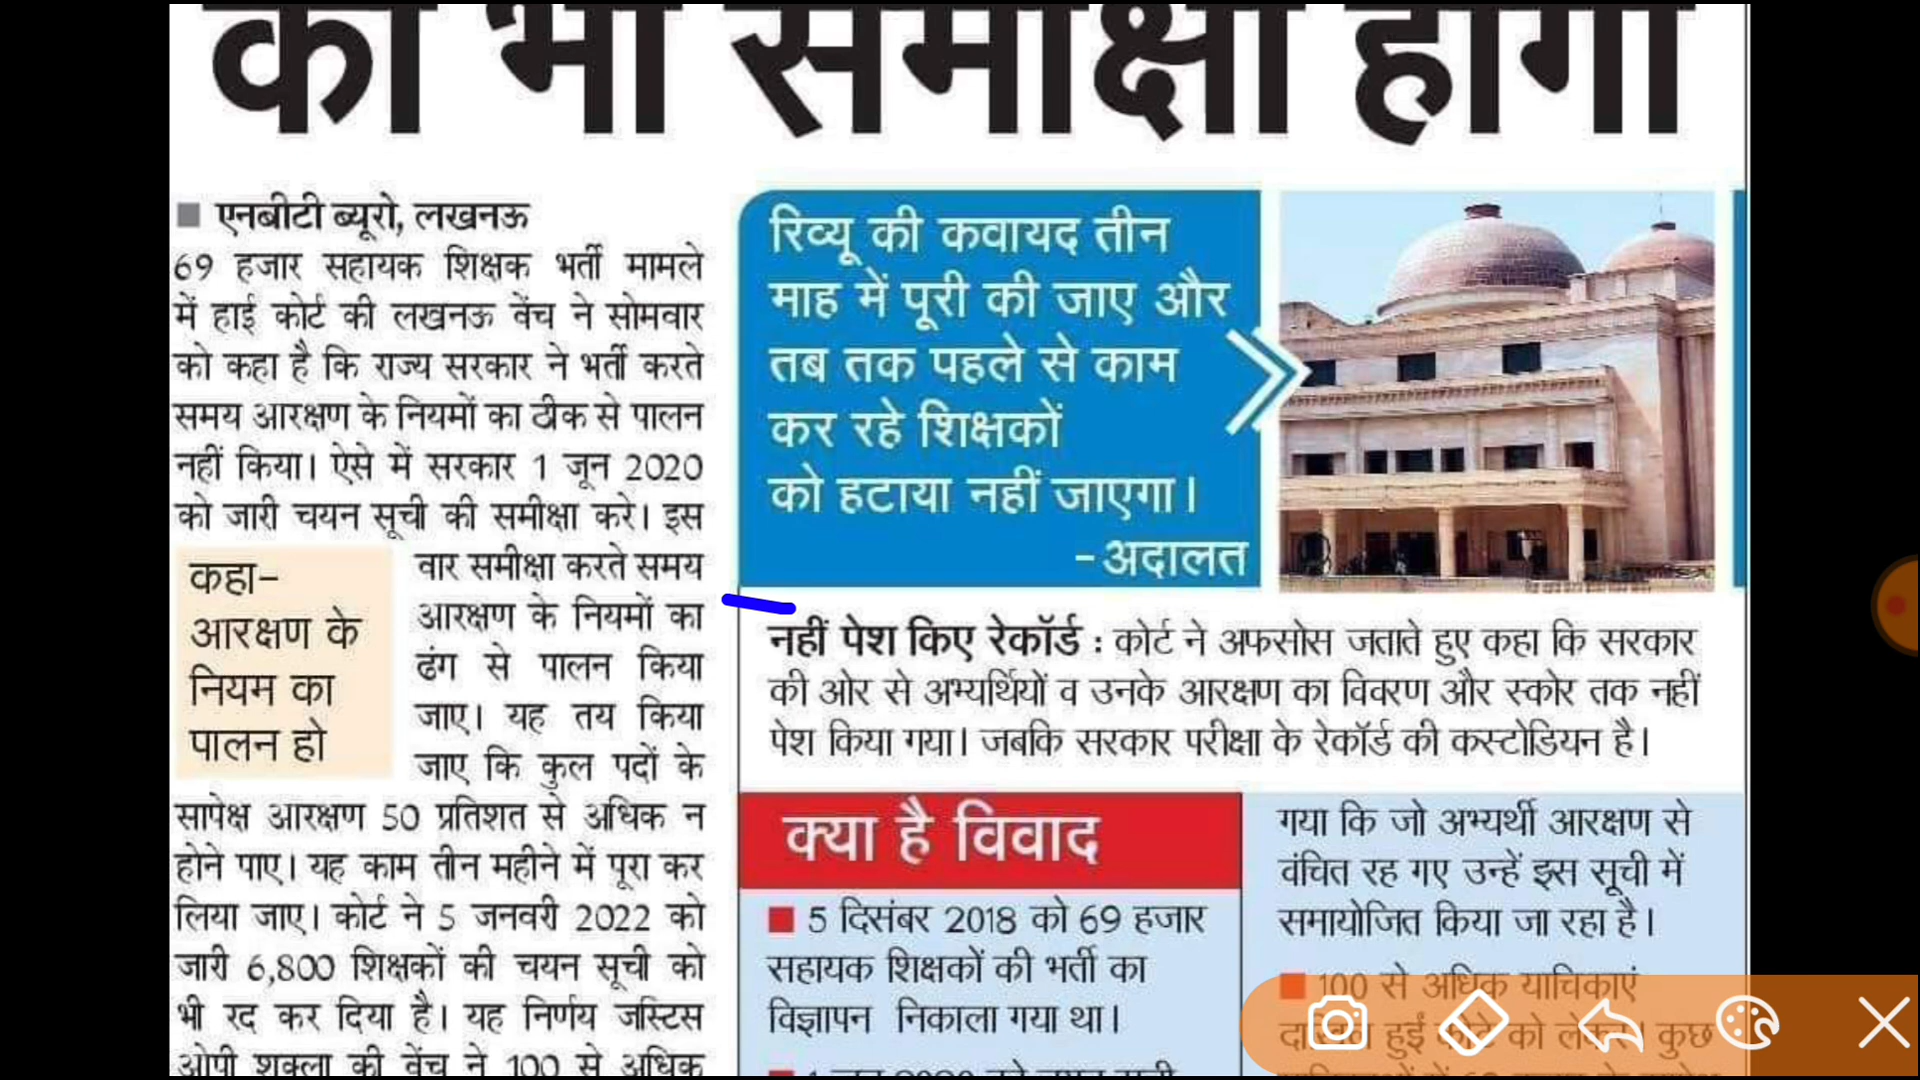 की भी समीक्षा होगी
■ एनबीटी ब्यूरो, लखनऊ
69 हजार सहायक शिक्षक भर्ती मामले
में हाई कोर्ट की लखनऊ बेंच ने सोमवार
को कहा है कि राज्य सरकार ने भर्ती करते
समय आरक्षण के नियमों का ठीक से पालन
नहीं किया। ऐसे में सरकार 1 जून 2020
को जारी चयन सूची की समीक्षा करे। इस
बार समीक्षा करते समय
आरक्षण के नियमों का
ढंग से पालन किया
जाए। यह तय किया
जाए कि कुल पदों के
सापेक्ष आरक्षण 50 प्रतिशत से अधिक न
होने पाए। यह काम तीन महीने में पूरा कर
लिया जाए। कोर्ट ने 5 जनवरी 2022 को
जारी 6,800 शिक्षकों की चयन सूची को
भी रद कर दिया है। यह निर्णय जस्टिस
ओपी शुक्ला की बेंच ने 100 से अधिक
कहा-
आरक्षण के
नियम का
पालन हो
रिव्यू की कवायद तीन
माह में पूरी की जाए और
तब तक पहले से काम
कर रहे शिक्षकों
को हटाया नहीं जाएगा।
-अदालत
नहीं पेश किए रेकॉर्ड : कोर्ट ने अफसोस जताते हुए कहा कि सरकार
की ओर से अभ्यर्थियों व उनके आरक्षण का विवरण और स्कोर तक नहीं
पेश किया गया। जबकि सरकार परीक्षा के रेकॉर्ड की कस्टोडियन है।
क्या है विवाद
■ 5 दिसंबर 2018 को 69 हजार
सहायक शिक्षकों की भर्ती का
विज्ञापन निकाला गया था।
गया कि जो अभ्यर्थी आरक्षण से
वंचित रह गए उन्हें इस सूची में
समायोजित किया जा रहा है।
■ 100 से अधिक याचिकाएं
हुईं को कुछ